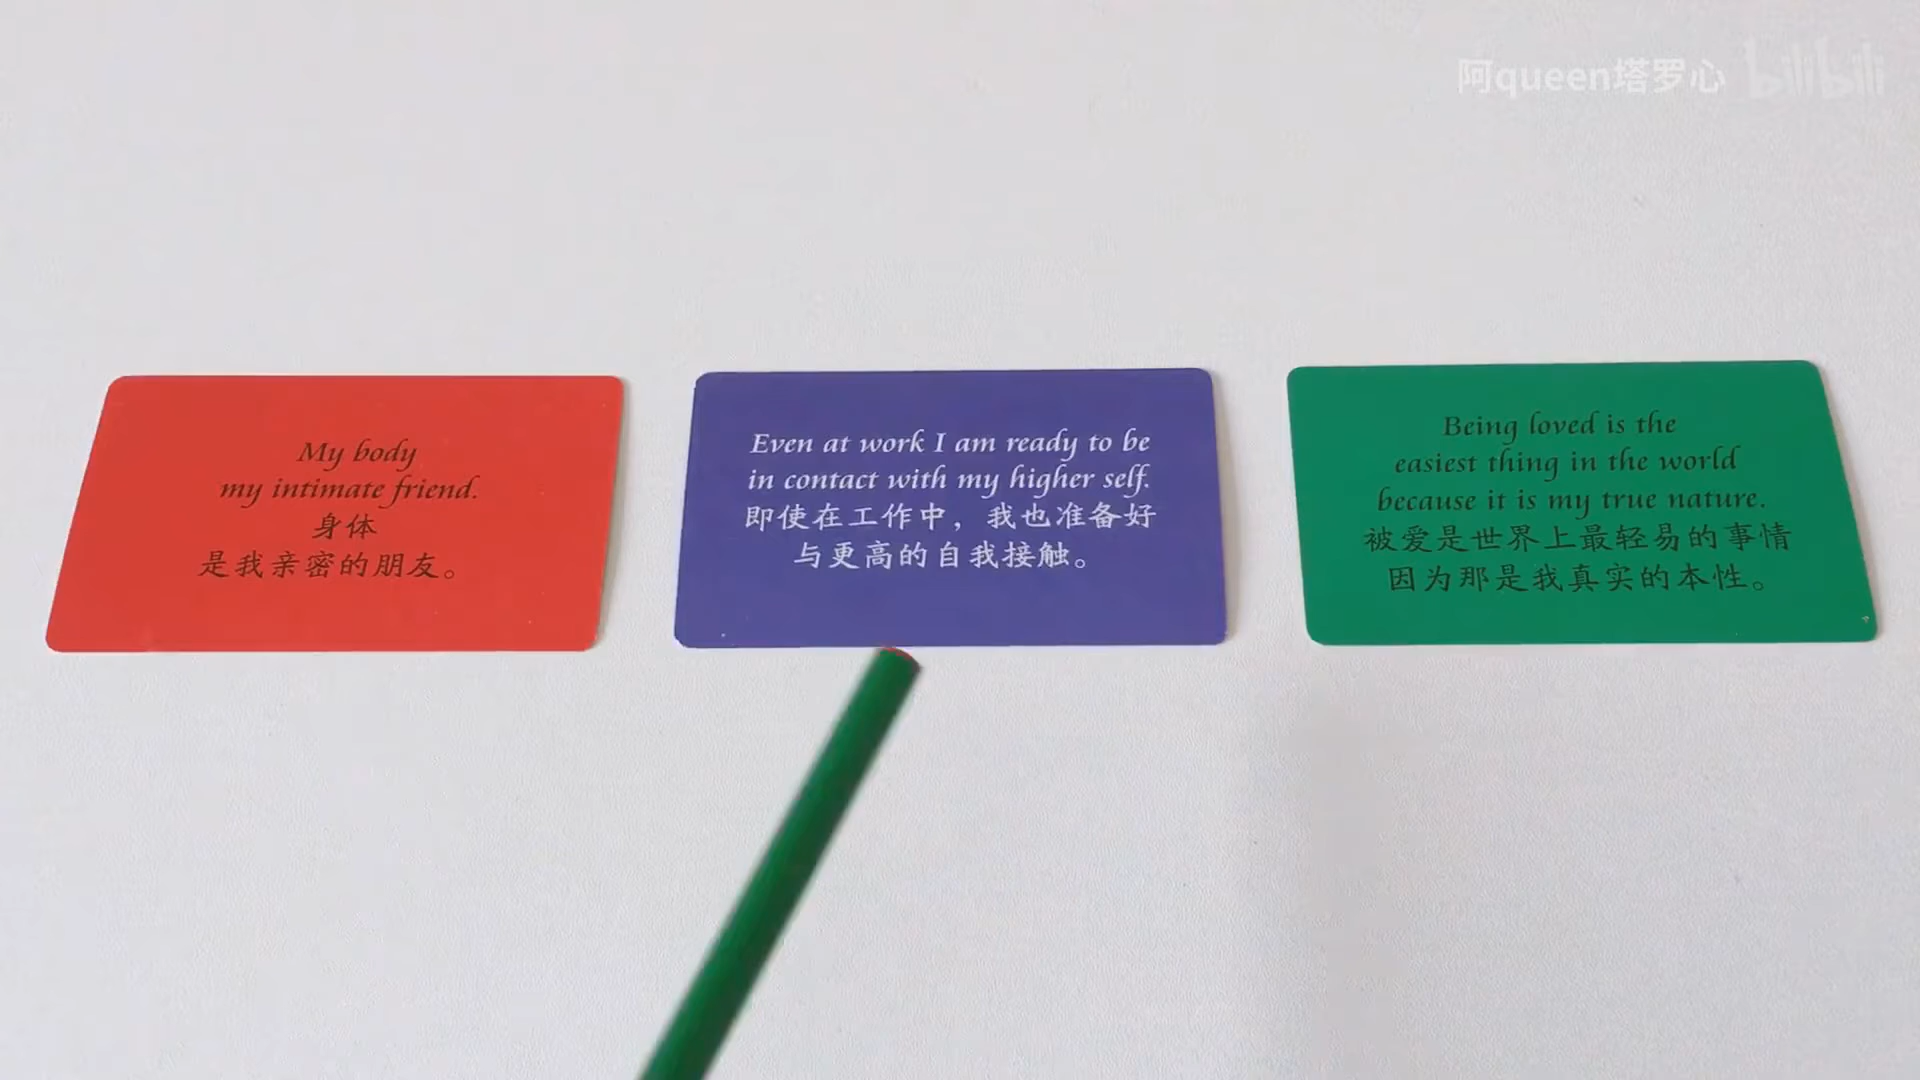 阿queen塔罗心 bilibili
My body
my intimate friend.
身体
是我亲密的朋友。
Even at work I am ready to be
in contact with my higher self.
即使在工作中，我也准备好
与更高的自我接触。
Being loved is the
easiest thing in the world
because it is my true nature.
被爱是世界上最轻易的事情
因为那是我真实的本性。